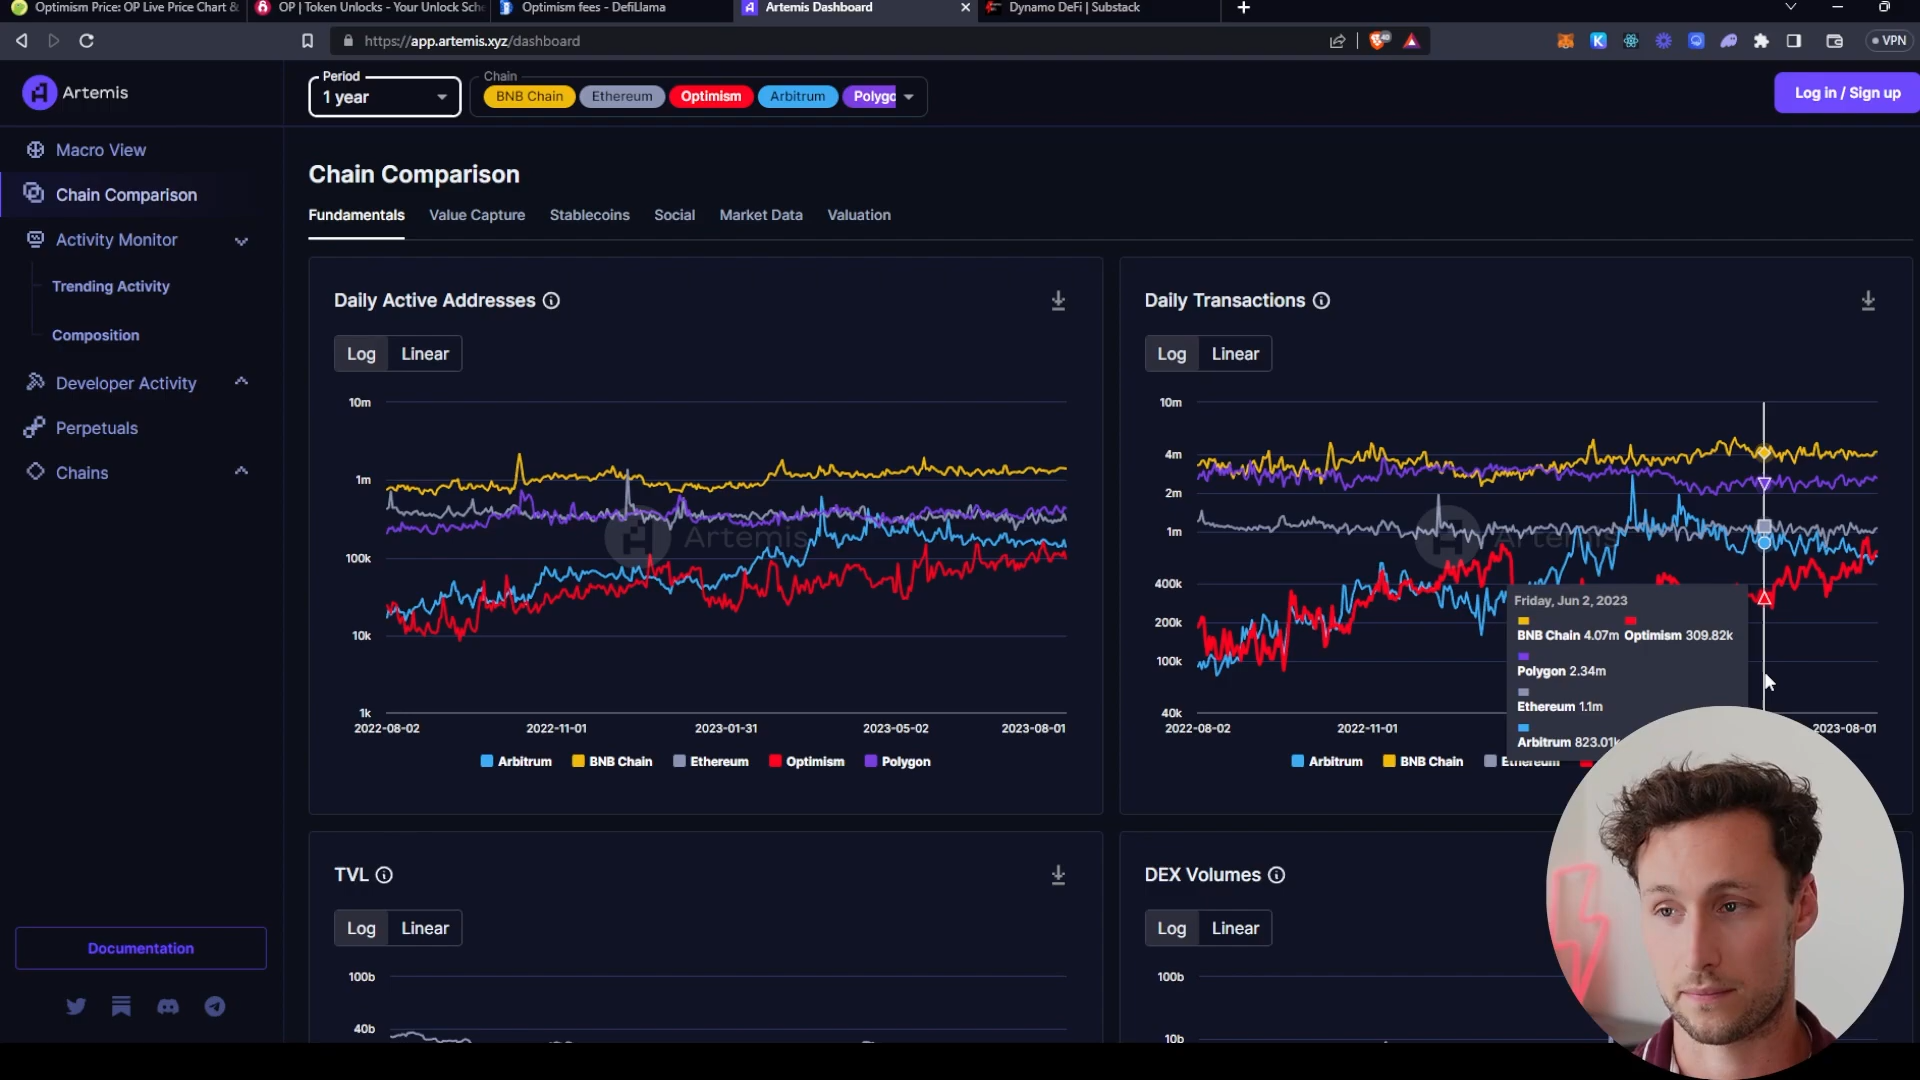 Optimism Price: OP Live Price Chart &
OP | Token Unlocks - Your Unlock Sche
Optimism fees - DefiLlama
Artemis Dashboard
Dynamo DeFi | Substack
https://app.artemis.xyz/dashboard
VPN
Artemis
Period
1 year
Chain
BNB Chain
Ethereum
Optimism
Arbitrum
Polygo
Log in / Sign up
Macro View
Chain Comparison
Activity Monitor
Trending Activity
Composition
Developer Activity
Perpetuals
Chains
Documentation
Chain Comparison
Fundamentals
Value Capture
Stablecoins
Social
Market Data
Valuation
Daily Active Addresses
Log Linear
10m
1m
100k
10k
1k
Artemis
2022-08-02
2022-11-01
2023-01-31
2023-05-02
2023-08-01
Arbitrum
BNB Chain
Ethereum
Optimism
Polygon
Daily Transactions
Log Linear
10m
4m
2m
1m
400k
200k
100k
40k
Artemis
Friday, Jun 2, 2023
BNB Chain 4.07m Optimism 309.82k
Polygon 2.34m
Ethereum 1.1m
Arbitrum 823.01k
2022-08-02
2022-11-01
2023-08-01
Arbitrum
BNB Chain
Ethereum
TVL
Log Linear
100b
40b
DEX Volumes
Log Linear
100b
10b